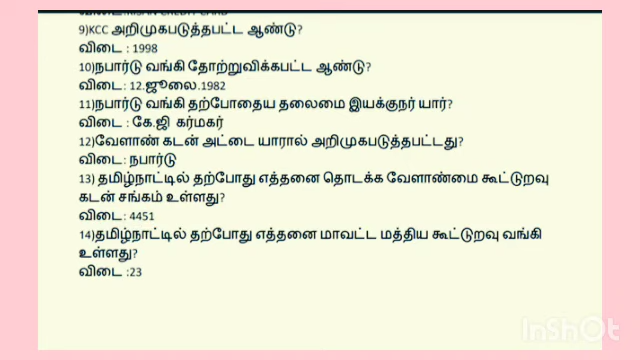 விடை:KISAN CREDIT CARD
9)KCC அறிமுகபடுத்தபட்ட ஆண்டு?
விடை : 1998
10)நபார்டு வங்கி தோற்றுவிக்கபட்ட ஆண்டு?
விடை : 12.ஜூலை.1982
11)நபார்டு வங்கி தற்போதைய தலைமை இயக்குநர் யார்?
விடை : கே.ஜி கர்மகர்
12)வேளாண் கடன் அட்டை யாரால் அறிமுகபடுத்தபட்டது?
விடை: நபார்டு
13) தமிழ்நாட்டில் தற்போது எத்தனை தொடக்க வேளாண்மை கூட்டுறவு
கடன் சங்கம் உள்ளது?
விடை : 4451
14)தமிழ்நாட்டில் தற்போது எத்தனை மாவட்ட மத்திய கூட்டுறவு வங்கி
உள்ளது?
விடை :23
InShOt